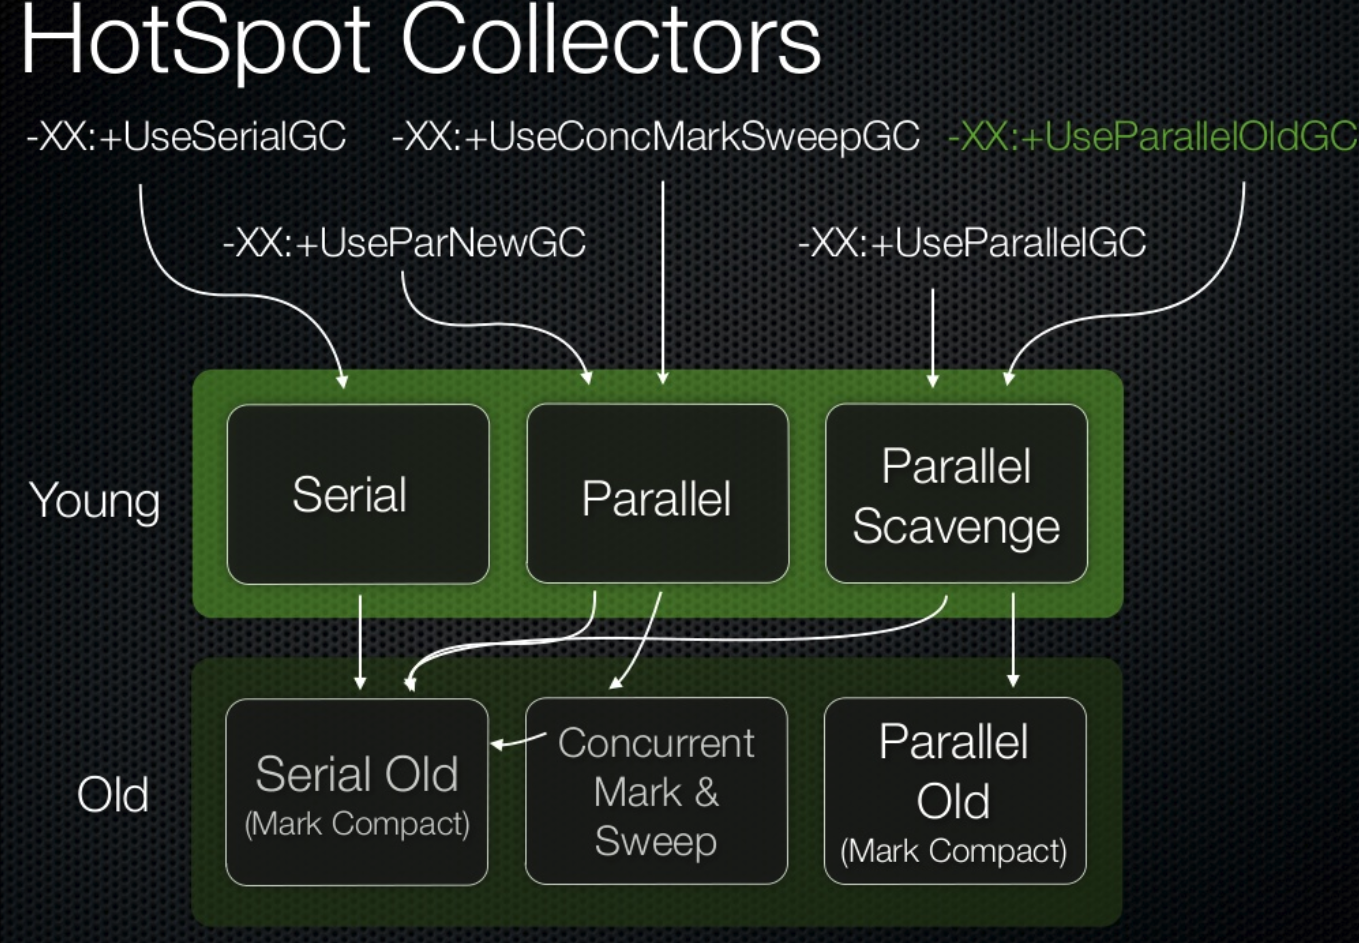 HotSpot Collectors
-XX:+UseSerialGC -XX:+UseConcMarkSweepGC -XX:+UseParallelOldGC
-XX:+UseParNewGC -XX:+UseParallelGC
Young
Serial
Parallel
Parallel
Scavenge
Old
Serial Old
(Mark Compact)
Concurrent
Mark &
Sweep
Parallel
Old
(Mark Compact)